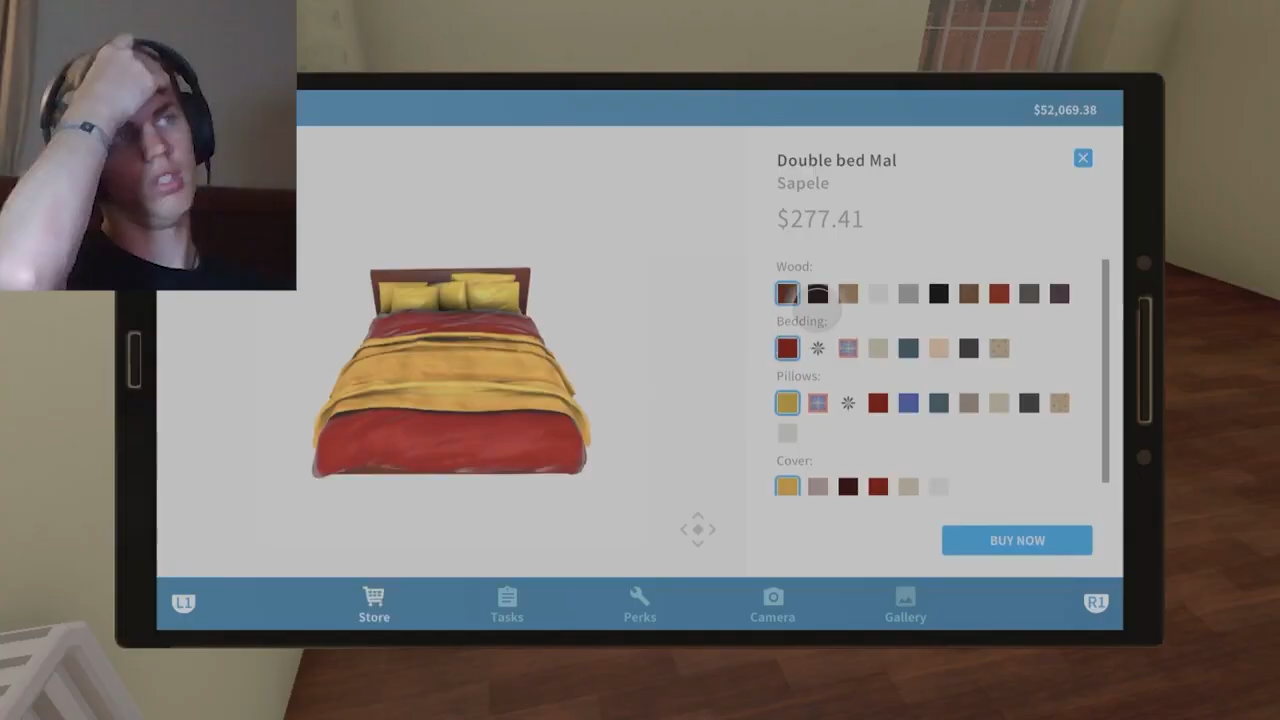 $52,069.38
Double bed Mal
Sapele
$277.41
Wood:
Bedding:
Pillows:
Cover:
BUY NOW
L1
Store
Tasks
Perks
Camera
Gallery
R1